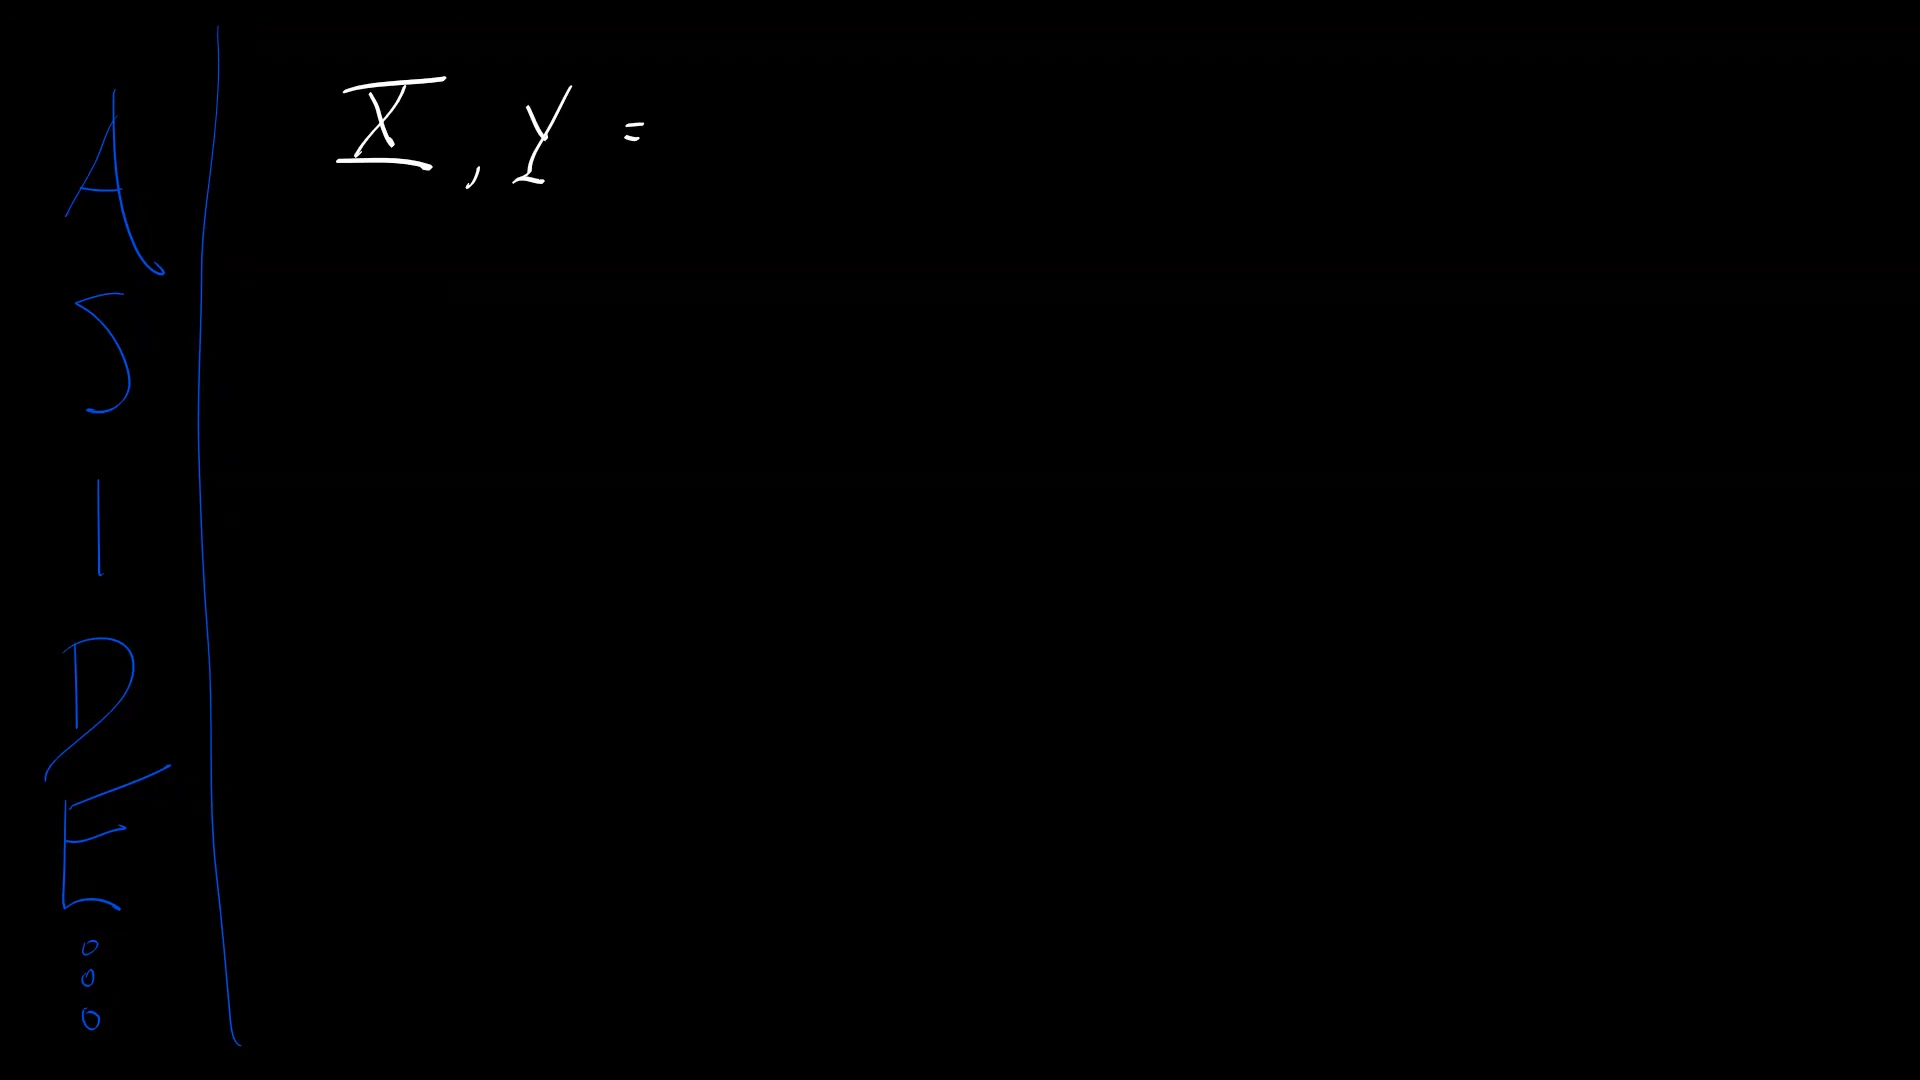 ASIDE...
X, Y =